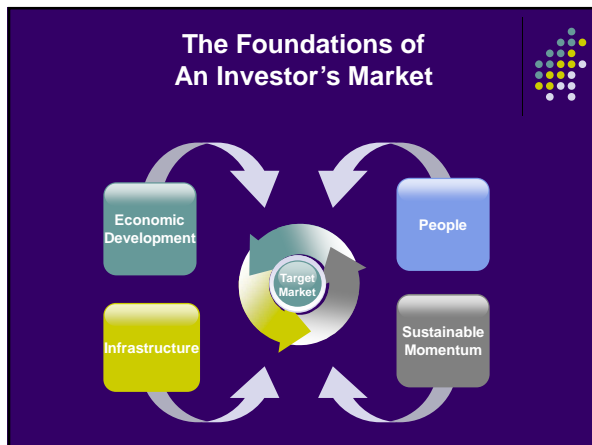 The Foundations of
An Investor’s Market
Economic
Development
People
Target
Market
Infrastructure
Sustainable
Momentum